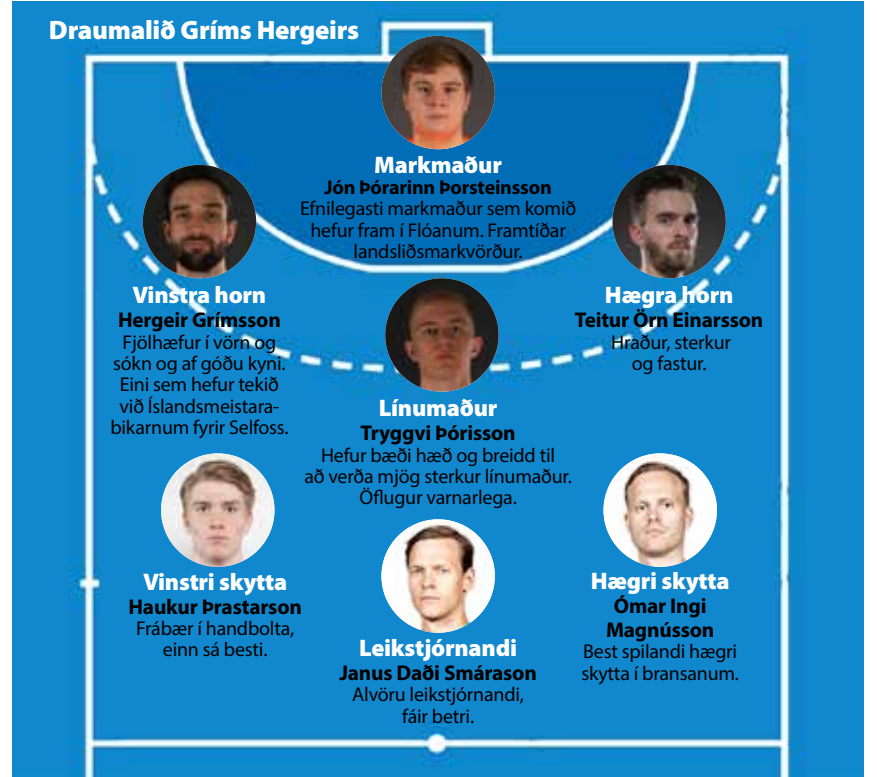 Draumalið Gríms Hergeirs
Markmaður
Jón Þórarinn Þorsteinsson
Efnilegasti markmaður sem komið
hefur fram í Flóanum. Framtíðar
landsliðsmarkvörður.
Vinstra horn
Hergeir Grímsson
Fjölhæfur í vörn og
sókn og af góðu kyni.
Eini sem hefur tekið
við Íslandsmeistara-
bikarnum fyrir Selfoss.
Hægra horn
Teitur Örn Einarsson
Hraður, sterkur
og fastur.
Línumaður
Tryggvi Þórisson
Hefur bæði hæð og breidd til
að verða mjög sterkur línumaður.
Öflugur varnarlega.
Vinstri skytta
Haukur Þrastarson
Frábær í handbolta,
einn sá besti.
Leikstjórnandi
Janus Daði Smárason
Alvöru leikstjórnandi,
fáir betri.
Hægri skytta
Ómar Ingi
Magnússon
Best spilandi hægri
skytta í bransanum.